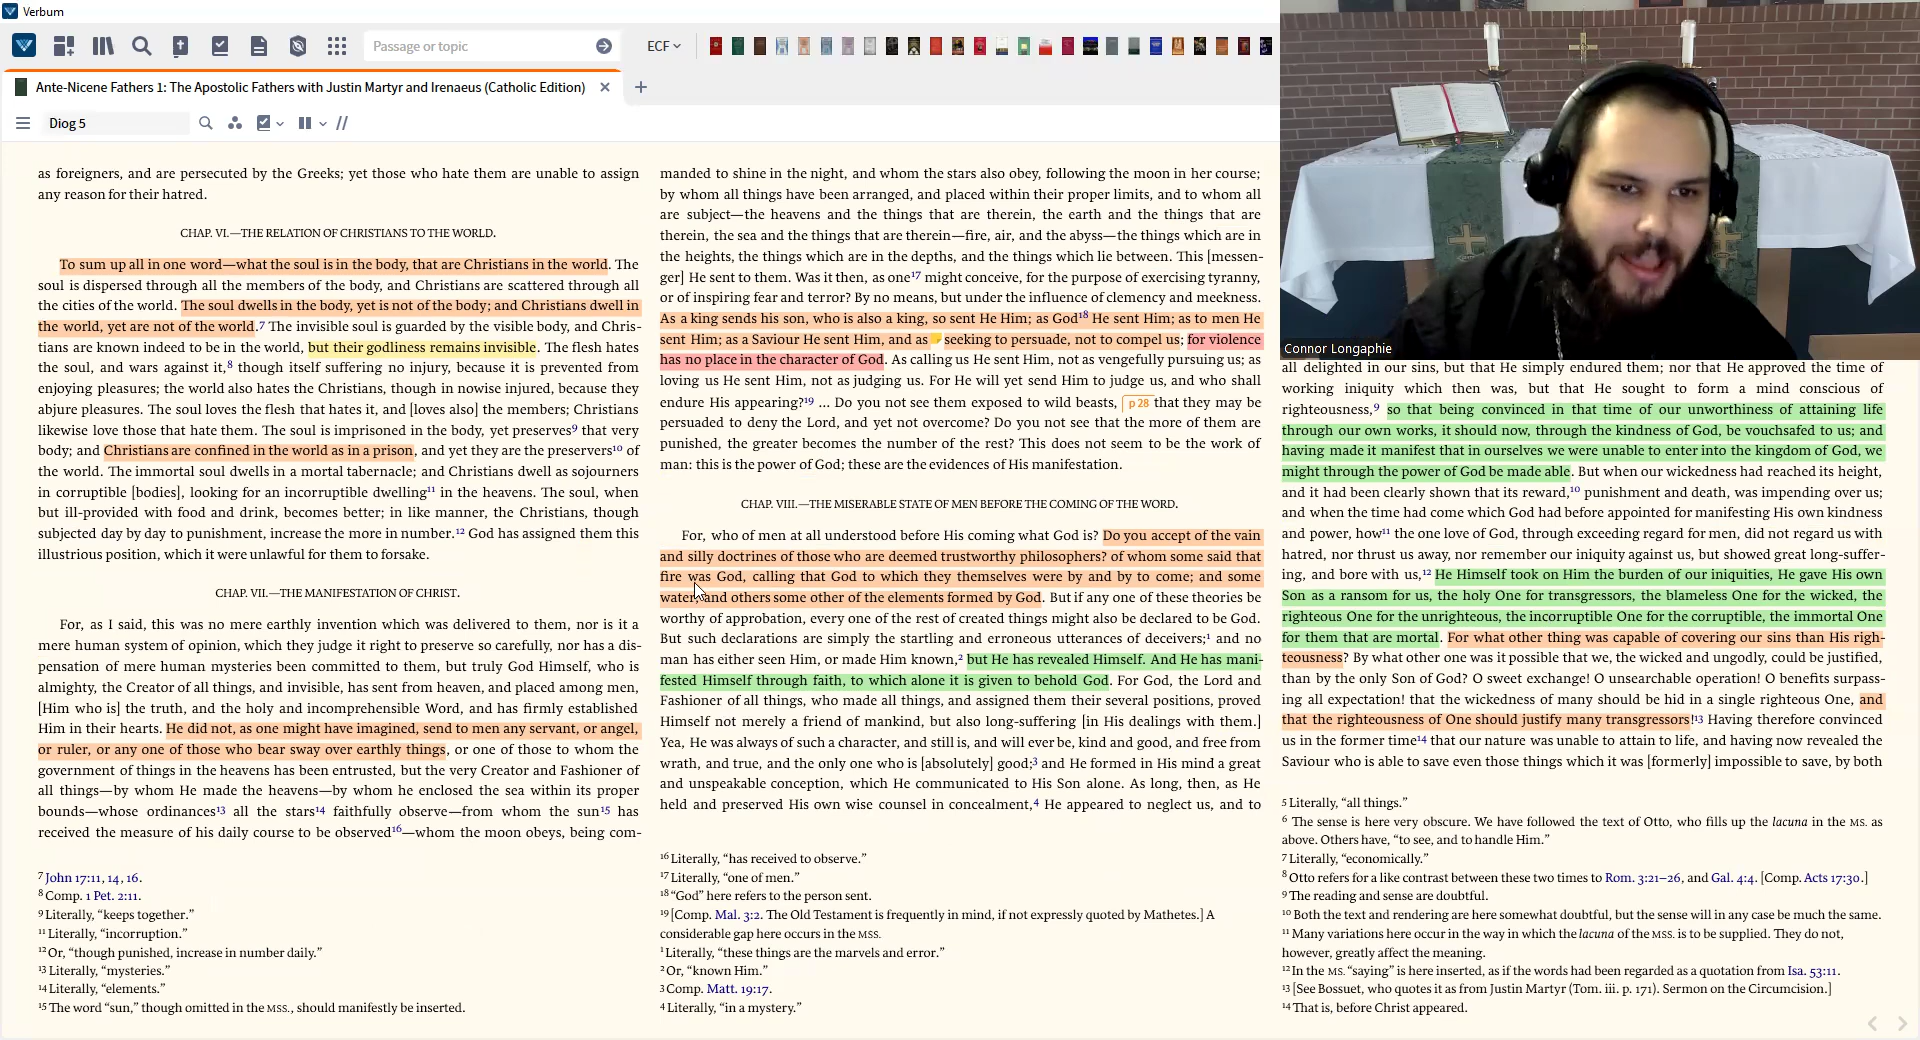 Verbum
Passage or topic
ECF
Ante-Nicene Fathers 1: The Apostolic Fathers with Justin Martyr and Irenaeus (Catholic Edition)
Diog 5
as foreigners, and are persecuted by the Greeks; yet those who hate them are unable to assign
any reason for their hatred.
CHAP. VI.—THE RELATION OF CHRISTIANS TO THE WORLD.
To sum up all in one word—what the soul is in the body, that are Christians in the world. The
soul is dispersed through all the members of the body, and Christians are scattered through all
the cities of the world. The soul dwells in the body, yet is not of the body; and Christians dwell in
the world, yet are not of the world.⁷ The invisible soul is guarded by the visible body, and Chris-
tians are known indeed to be in the world, but their godliness remains invisible. The flesh hates
the soul, and wars against it,⁸ though itself suffering no injury, because it is prevented from
enjoying pleasures; the world also hates the Christians, though in nowise injured, because they
abjure pleasures. The soul loves the flesh that hates it, and [loves also] the members; Christians
likewise love those that hate them. The soul is imprisoned in the body, yet preserves⁹ that very
body; and Christians are confined in the world as in a prison, and yet they are the preservers¹⁰ of
the world. The immortal soul dwells in a mortal tabernacle; and Christians dwell as sojourners
in corruptible [bodies], looking for an incorruptible dwelling¹¹ in the heavens. The soul, when
but ill-provided with food and drink, becomes better; in like manner, the Christians, though
subjected day by day to punishment, increase the more in number.¹² God has assigned them this
illustrious position, which it were unlawful for them to forsake.
CHAP. VII.—THE MANIFESTATION OF CHRIST.
For, as I said, this was no mere earthly invention which was delivered to them, nor is it a
mere human system of opinion, which they judge it right to preserve so carefully, nor has a dis-
pensation of mere human mysteries been committed to them, but truly God Himself, who is
almighty, the Creator of all things, and invisible, has sent from heaven, and placed among men,
[Him who is] the truth, and the holy and incomprehensible Word, and has firmly established
Him in their hearts. He did not, as one might have imagined, send to men any servant, or angel,
or ruler, or any one of those who bear sway over earthly things, or one of those to whom the
government of things in the heavens has been entrusted, but the very Creator and Fashioner of
all things—by whom He made the heavens—by whom he enclosed the sea within its proper
bounds—whose ordinances¹³ all the stars¹⁴ faithfully observe—from whom the sun¹⁵ has
received the measure of his daily course to be observed¹⁶—whom the moon obeys, being com-
⁷ John 17:11, 14, 16.
⁸ Comp. 1 Pet. 2:11.
⁹ Literally, “keeps together.”
¹¹ Literally, “incorruption.”
¹² Or, “though punished, increase in number daily.”
¹³ Literally, “mysteries.”
¹⁴ Literally, “elements.”
¹⁵ The word “sun,” though omitted in the MSS., should manifestly be inserted.
manded to shine in the night, and whom the stars also obey, following the moon in her course;
by whom all things have been arranged, and placed within their proper limits, and to whom all
are subject—the heavens and the things that are therein, the earth and the things that are
therein, the sea and the things that are therein—fire, air, and the abyss—the things which are in
the heights, the things which are in the depths, and the things which lie between. This [messen-
ger] He sent to them. Was it then, as one¹⁷ might conceive, for the purpose of exercising tyranny,
or of inspiring fear and terror? By no means, but under the influence of clemency and meekness.
As a king sends his son, who is also a king, so sent He Him; as God¹⁸ He sent Him; as to men He
sent Him; as a Saviour He sent Him, and as seeking to persuade, not to compel us; for violence
has no place in the character of God. As calling us He sent Him, not as vengefully pursuing us; as
loving us He sent Him, not as judging us. For He will yet send Him to judge us, and who shall
endure His appearing?¹⁹ ... Do you not see them exposed to wild beasts, p 28 that they may be
persuaded to deny the Lord, and yet not overcome? Do you not see that the more of them are
punished, the greater becomes the number of the rest? This does not seem to be the work of
man: this is the power of God; these are the evidences of His manifestation.
CHAP. VIII.—THE MISERABLE STATE OF MEN BEFORE THE COMING OF THE WORD.
For, who of men at all understood before His coming what God is? Do you accept of the vain
and silly doctrines of those who are deemed trustworthy philosophers? of whom some said that
fire was God, calling that God to which they themselves were by and by to come; and some
water, and others some other of the elements formed by God. But if any one of these theories be
worthy of approbation, every one of the rest of created things might also be declared to be God.
But such declarations are simply the startling and erroneous utterances of deceivers;¹ and no
man has either seen Him, or made Him known,² but He has revealed Himself. And He has mani-
fested Himself through faith, to which alone it is given to behold God. For God, the Lord and
Fashioner of all things, who made all things, and assigned them their several positions, proved
Himself not merely a friend of mankind, but also long-suffering [in His dealings with them.]
Yea, He was always of such a character, and still is, and will ever be, kind and good, and free from
wrath, and true, and the only one who is [absolutely] good;³ and He formed in His mind a great
and unspeakable conception, which He communicated to His Son alone. As long, then, as He
held and preserved His own wise counsel in concealment,⁴ He appeared to neglect us, and to
¹⁶ Literally, “has received to observe.”
¹⁷ Literally, “one of men.”
¹⁸ “God” here refers to the person sent.
¹⁹ [Comp. Mal. 3:2. The Old Testament is frequently in mind, if not expressly quoted by Mathetes.] A
considerable gap here occurs in the MSS.
¹ Literally, “these things are the marvels and error.”
² Or, “known Him.”
³ Comp. Matt. 19:17.
⁴ Literally, “in a mystery.”
Connor Longaphie
all delighted in our sins, but that He simply endured them; nor that He approved the time of
working iniquity which then was, but that He sought to form a mind conscious of
righteousness,⁹ so that being convinced in that time of our unworthiness of attaining life
through our own works, it should now, through the kindness of God, be vouchsafed to us; and
having made it manifest that in ourselves we were unable to enter into the kingdom of God, we
might through the power of God be made able. But when our wickedness had reached its height,
and it had been clearly shown that its reward,¹⁰ punishment and death, was impending over us;
and when the time had come which God had before appointed for manifesting His own kindness
and power, how¹¹ the one love of God, through exceeding regard for men, did not regard us with
hatred, nor thrust us away, nor remember our iniquity against us, but showed great long-suffer-
ing, and bore with us,¹² He Himself took on Him the burden of our iniquities, He gave His own
Son as a ransom for us, the holy One for transgressors, the blameless One for the wicked, the
righteous One for the unrighteous, the incorruptible One for the corruptible, the immortal One
for them that are mortal. For what other thing was capable of covering our sins than His righ-
teousness? By what other one was it possible that we, the wicked and ungodly, could be justified,
than by the only Son of God? O sweet exchange! O unsearchable operation! O benefits surpass-
ing all expectation! that the wickedness of many should be hid in a single righteous One, and
that the righteousness of One should justify many transgressors!¹³ Having therefore convinced
us in the former time¹⁴ that our nature was unable to attain to life, and having now revealed the
Saviour who is able to save even those things which it was [formerly] impossible to save, by both
⁵ Literally, “all things.”
⁶ The sense is here very obscure. We have followed the text of Otto, who fills up the lacuna in the MS. as
above. Others have, “to see, and to handle Him.”
⁷ Literally, “economically.”
⁸ Otto refers for a like contrast between these two times to Rom. 3:21–26, and Gal. 4:4. [Comp. Acts 17:30.]
⁹ The reading and sense are doubtful.
¹⁰ Both the text and rendering are here somewhat doubtful, but the sense will in any case be much the same.
¹¹ Many variations here occur in the way in which the lacuna of the MSS. is to be supplied. They do not,
however, greatly affect the meaning.
¹² In the MS. “saying” is here inserted, as if the words had been regarded as a quotation from Isa. 53:11.
¹³ [See Bossuet, who quotes it as from Justin Martyr (Tom. iii. p. 171). Sermon on the Circumcision.]
¹⁴ That is, before Christ appeared.